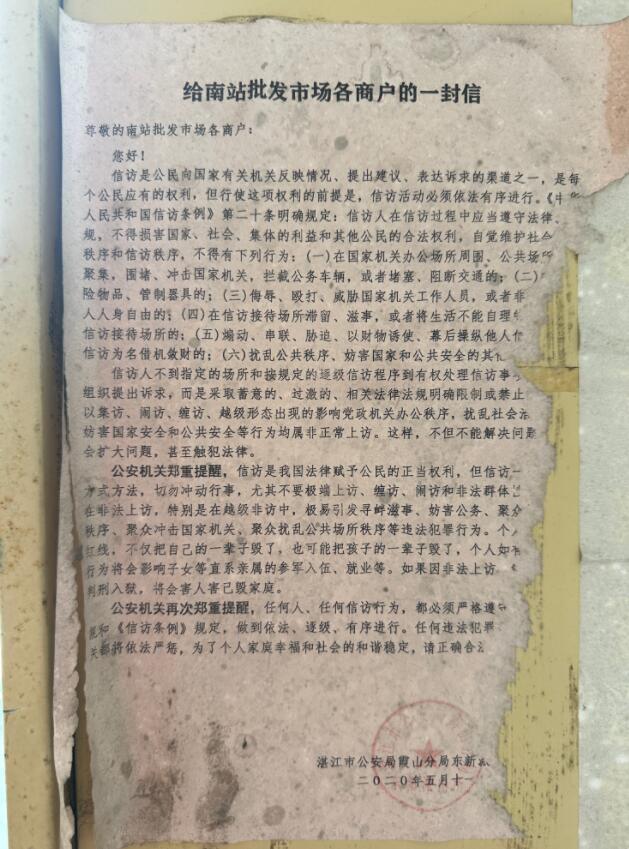 给南站批发市场各商户的一封信
尊敬的南站批发市场各商户：
您好！
信访是公民向国家有关机关反映情况、提出建议、表达诉求的渠道之一，是每
个公民应有的权利，但行使这项权利的前提是，信访活动必须依法有序进行。《中华
人民共和国信访条例》第二十条明确规定：信访人在信访过程中应当遵守法律、
规，不得损害国家、社会、集体的利益和其他公民的合法权利，自觉维护社会
秩序和信访秩序，不得有下列行为：(一)在国家机关办公场所周围、公共场所
聚集，围堵、冲击国家机关，拦截公务车辆，或者堵塞、阻断交通的；(二)
险物品、管制器具的；(三)侮辱、殴打、威胁国家机关工作人员，或者非
人人身自由的；(四)在信访接待场所滞留、滋事，或者将生活不能自理
信访接待场所的；(五)煽动、串联、胁迫、以财物诱使、幕后操纵他人信
信访为名借机敛财的；(六)扰乱公共秩序、妨害国家和公共安全的其他
信访人不到指定的场所和按规定的逐级信访程序到有权处理信访事
组织提出诉求，而是采取蓄意的、过激的、相关法律法规明确限制或禁止
以集访、闹访、缠访、越级形态出现的影响党政机关办公秩序，扰乱社会
妨害国家安全和公共安全等行为均属非正常上访。这样，不但不能解决问题
会扩大问题，甚至触犯法律。
公安机关郑重提醒，信访是我国法律赋予公民的正当权利，但信访一
方式方法，切勿冲动行事，尤其不要极端上访、缠访、闹访和非法群体
在非法上访，特别是在越级非访中，极易引发寻衅滋事、妨害公务、聚众
秩序、聚众冲击国家机关、聚众扰乱公共场所秩序等违法犯罪行为。个人
红线，不仅把自己的一辈子毁了，也可能把孩子的一辈子毁了，个人如有
行为将会影响子女等直系亲属的参军入伍、就业等。如果因非法上访
判刑入狱，将会害人害己毁家庭。
公安机关再次郑重提醒，任何人、任何信访行为，都必须严格遵
和《信访条例》规定，做到依法、逐级、有序进行。任何违法犯罪
关都将依法严惩，为了个人家庭幸福和社会的和谐稳定，请正确合
湛江市公安局霞山分局东新
二〇二〇年五月十一